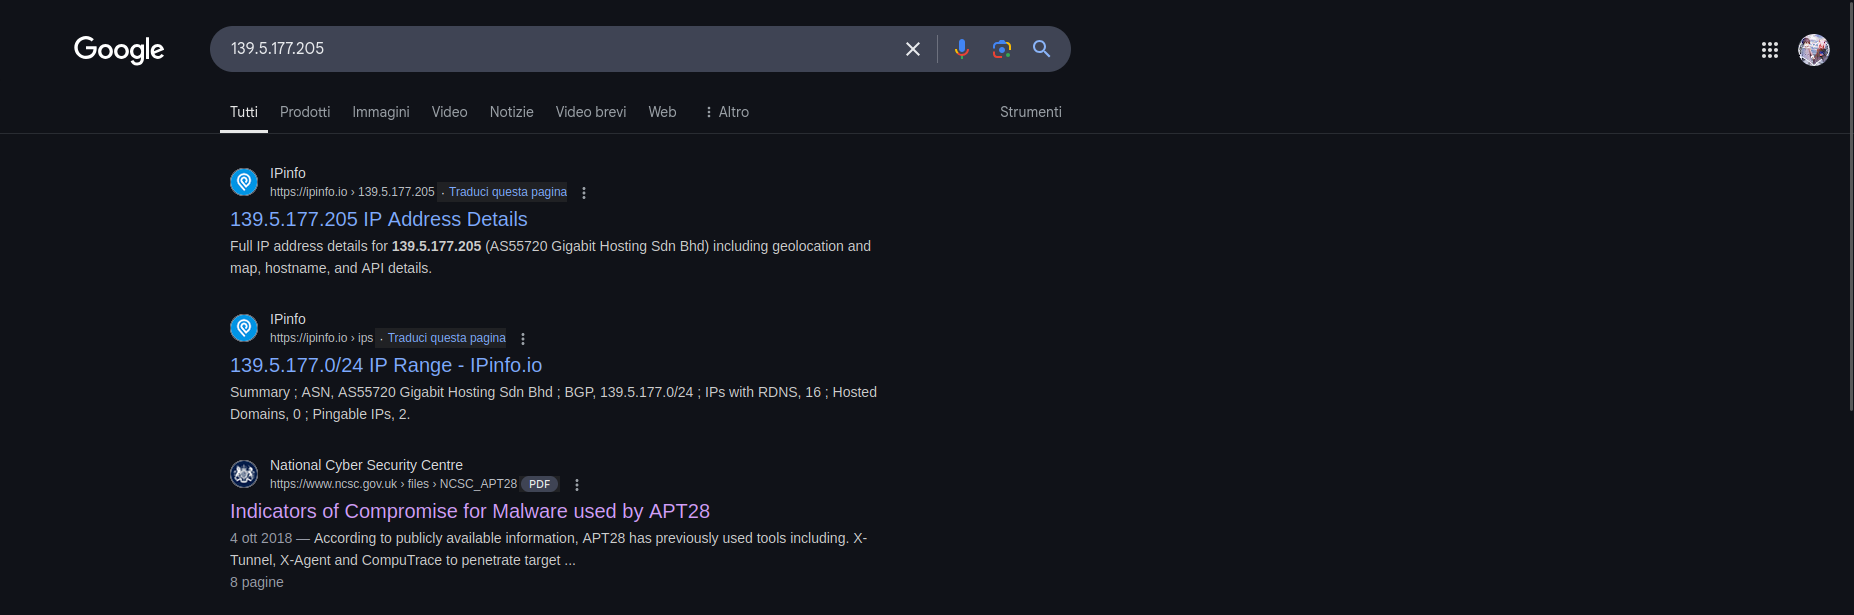 Google
139.5.177.205
Tutti Prodotti Immagini Video Notizie Video brevi Web Altro Strumenti
IPinfo
https://ipinfo.io › 139.5.177.205 · Traduci questa pagina
139.5.177.205 IP Address Details
Full IP address details for 139.5.177.205 (AS55720 Gigabit Hosting Sdn Bhd) including geolocation and
map, hostname, and API details.
IPinfo
https://ipinfo.io › ips · Traduci questa pagina
139.5.177.0/24 IP Range - IPinfo.io
Summary ; ASN, AS55720 Gigabit Hosting Sdn Bhd ; BGP, 139.5.177.0/24 ; IPs with RDNS, 16 ; Hosted
Domains, 0 ; Pingable IPs, 2.
National Cyber Security Centre
https://www.ncsc.gov.uk › files › NCSC_APT28 PDF
Indicators of Compromise for Malware used by APT28
4 ott 2018 — According to publicly available information, APT28 has previously used tools including. X-
Tunnel, X-Agent and CompuTrace to penetrate target ...
8 pagine